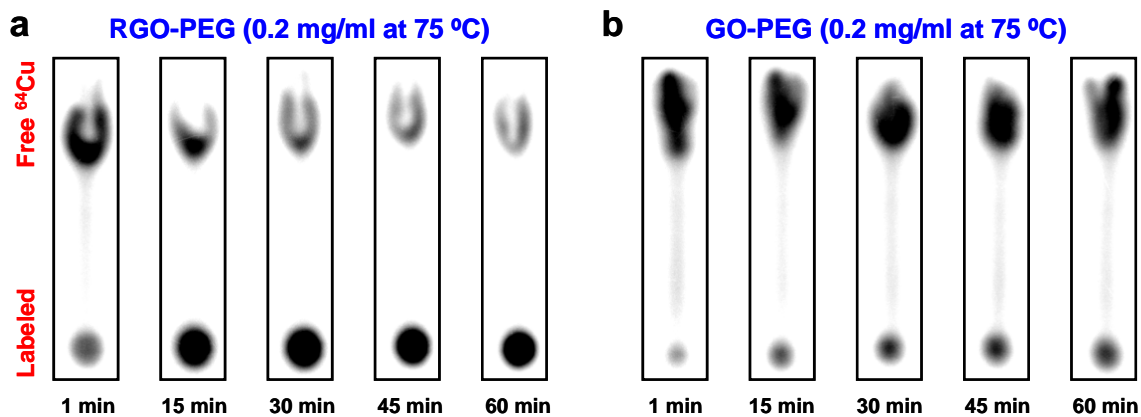 a
RGO-PEG (0.2 mg/ml at 75 ⁰C)
b
GO-PEG (0.2 mg/ml at 75 ⁰C)
Free ⁶⁴Cu
Labeled
1 min 15 min 30 min 45 min 60 min
1 min 15 min 30 min 45 min 60 min